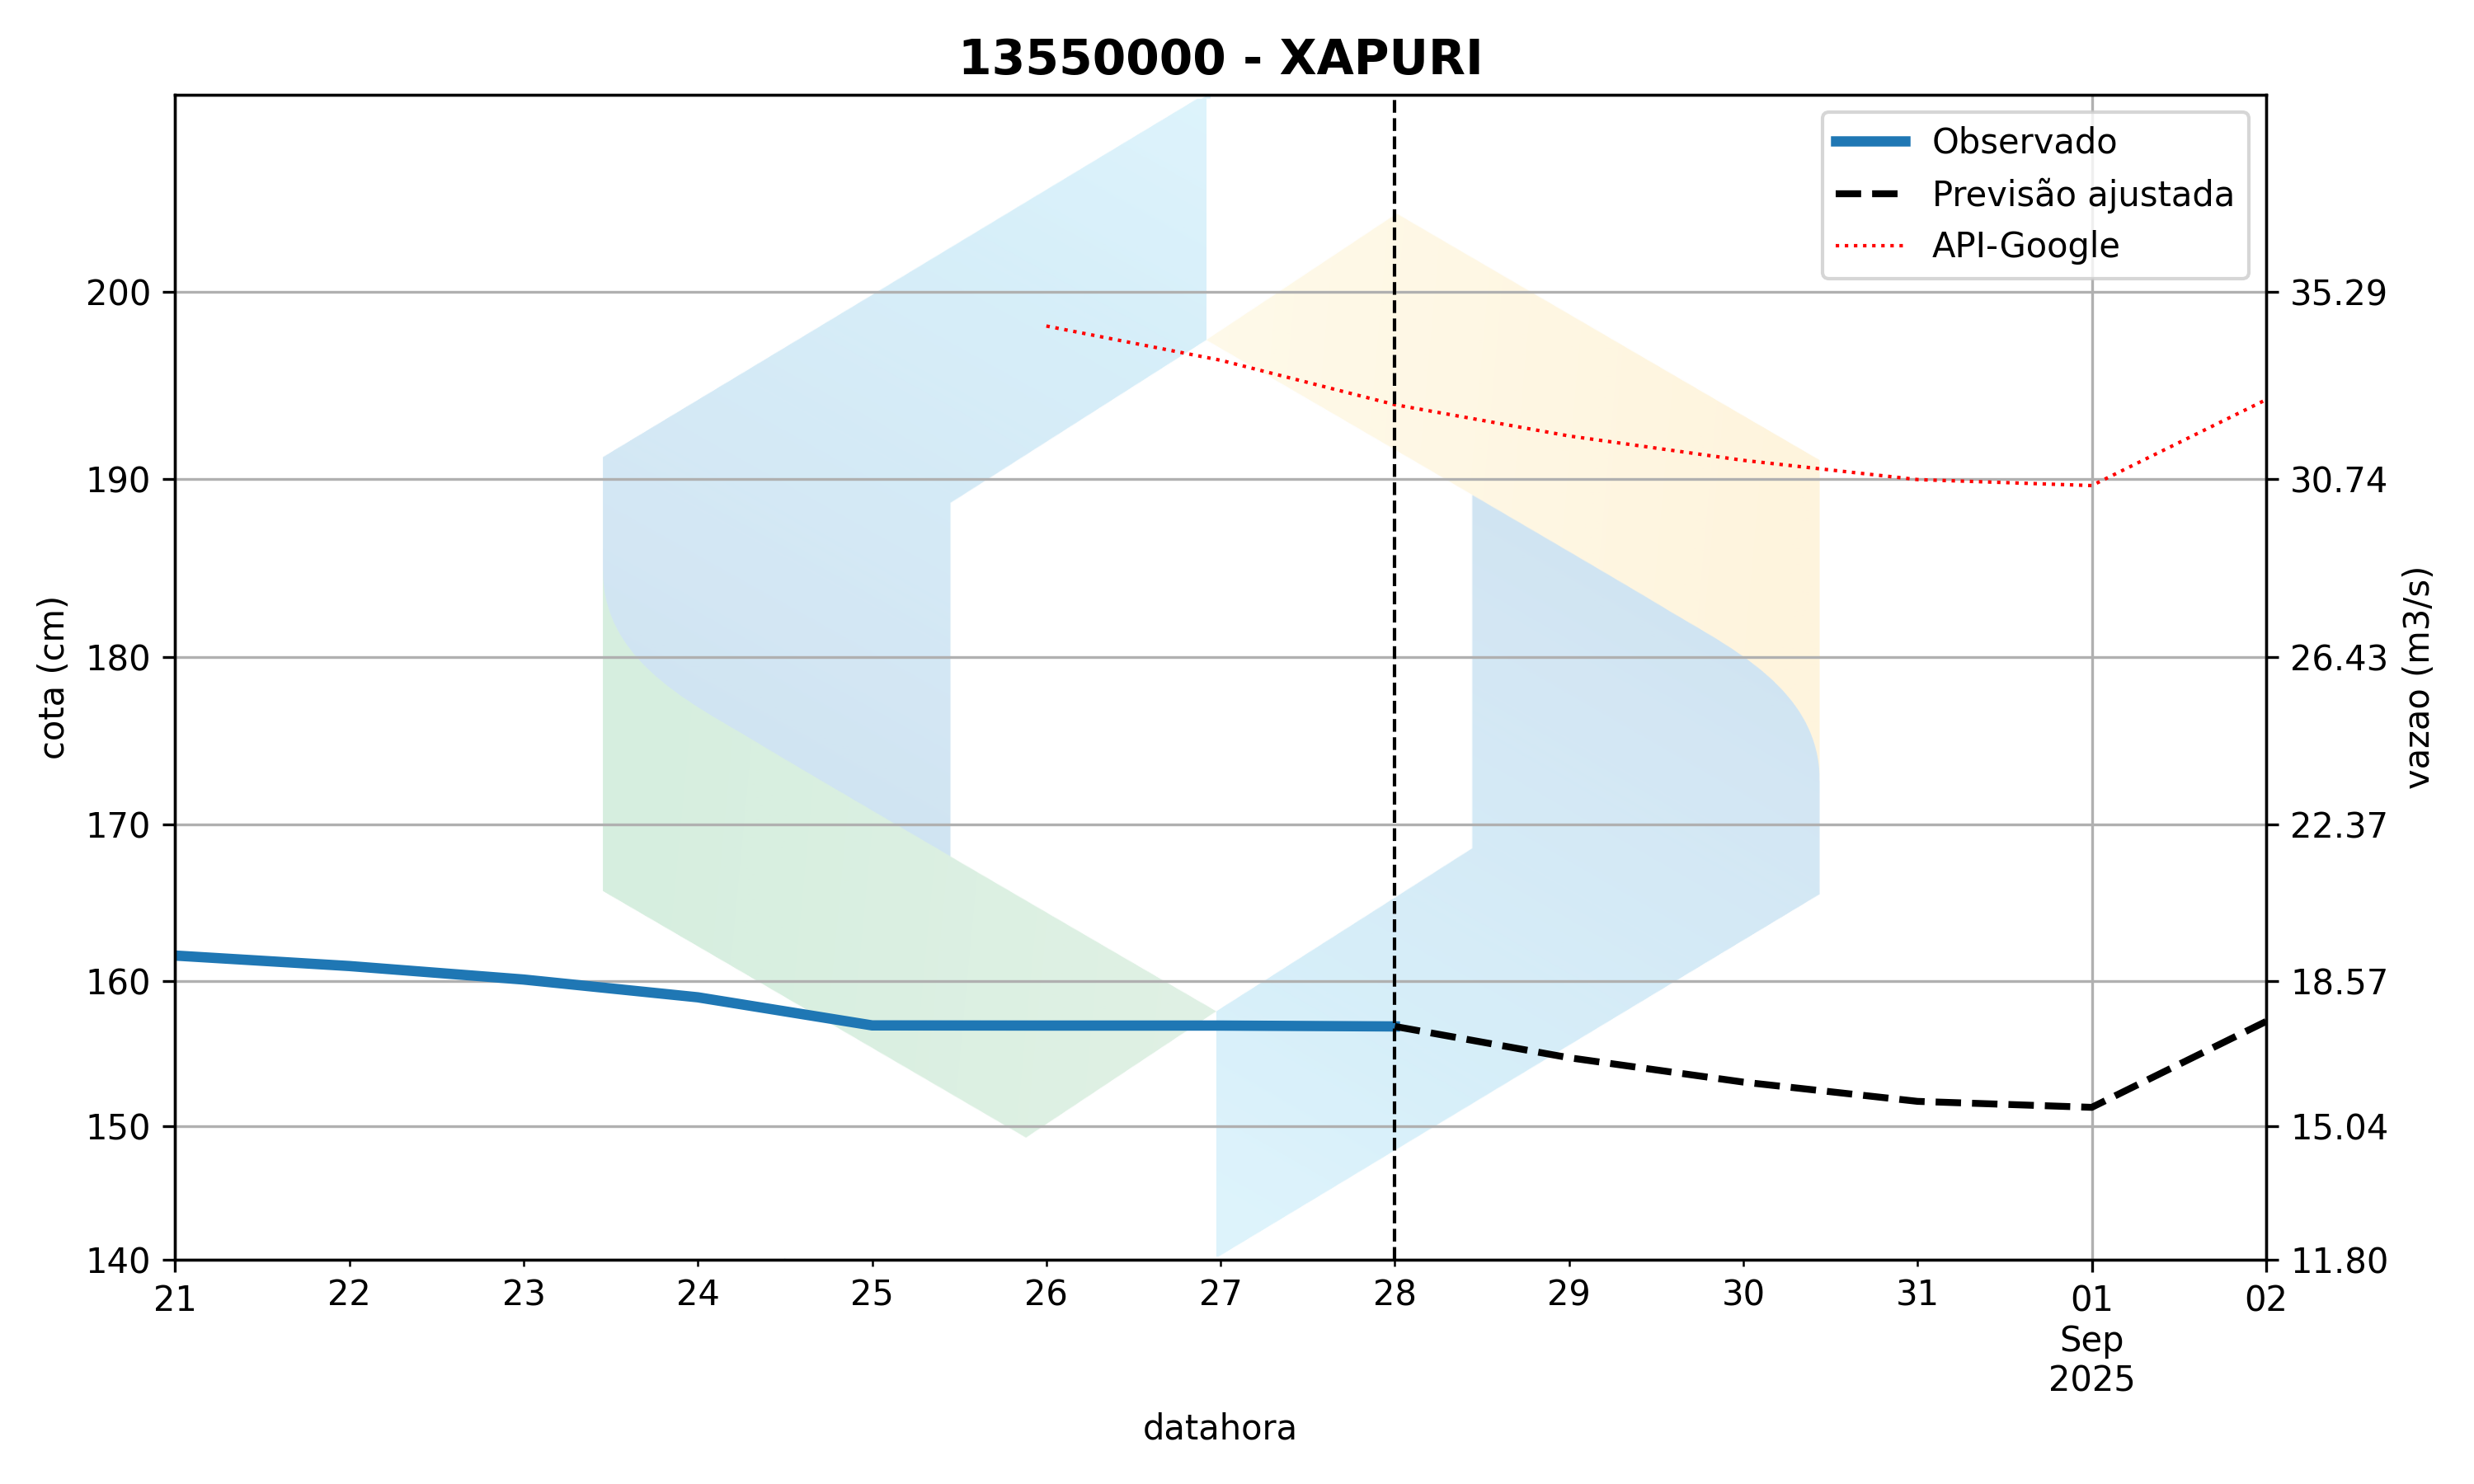 13550000 - XAPURI
Observado
Previsão ajustada
API-Google
200
190
180
170
160
150
140
cota (cm)
35.29
30.74
26.43
22.37
18.57
15.04
11.80
vazao (m3/s)
21 22 23 24 25 26 27 28 29 30 31 01 02
Sep
2025
datahora